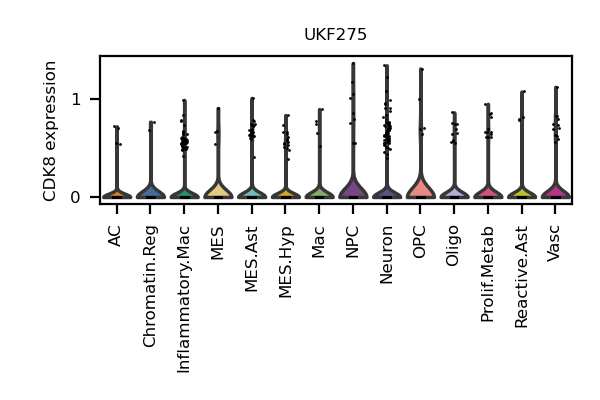 UKF275
CDK8 expression
1
0
AC
Chromatin.Reg
Inflammatory.Mac
MES
MES.Ast
MES.Hyp
Mac
NPC
Neuron
OPC
Oligo
Prolif.Metab
Reactive.Ast
Vasc